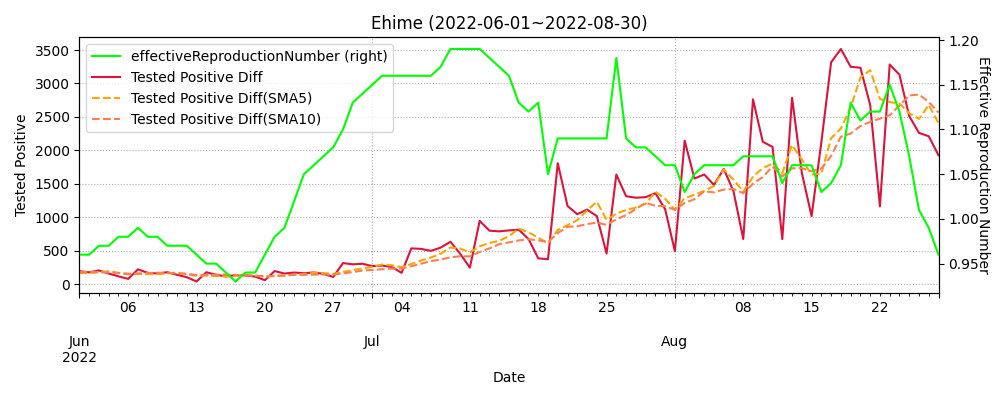 Ehime (2022-06-01~2022-08-30)
effectiveReproductionNumber (right)
Tested Positive Diff
Tested Positive Diff(SMA5)
Tested Positive Diff(SMA10)
Tested Positive
3500
3000
2500
2000
1500
1000
500
0
1.20
1.15
1.10
1.05
1.00
0.95
Effective Reproduction Number
06 13 20 27 04 11 18 25 08 15 22
Jun Jul Aug
2022
Date